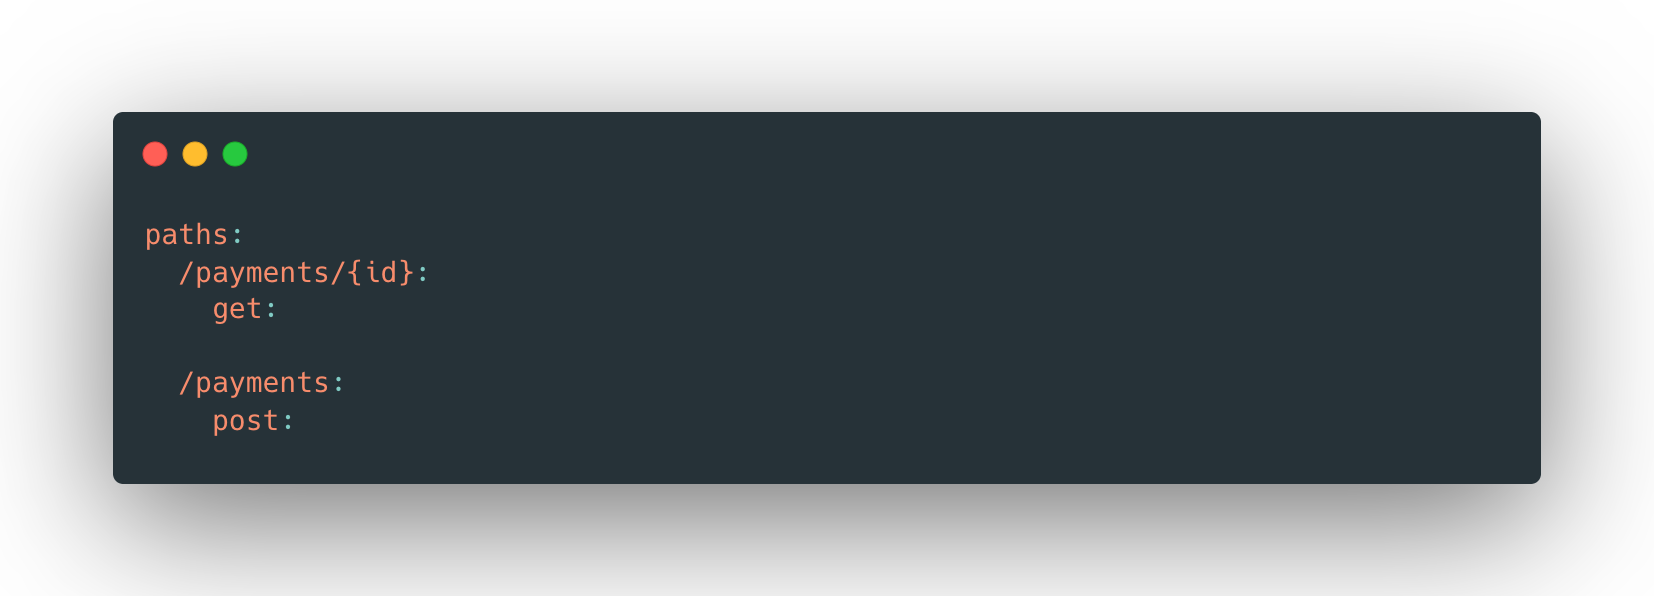 paths:
  /payments/{id}:
    get:

  /payments:
    post: